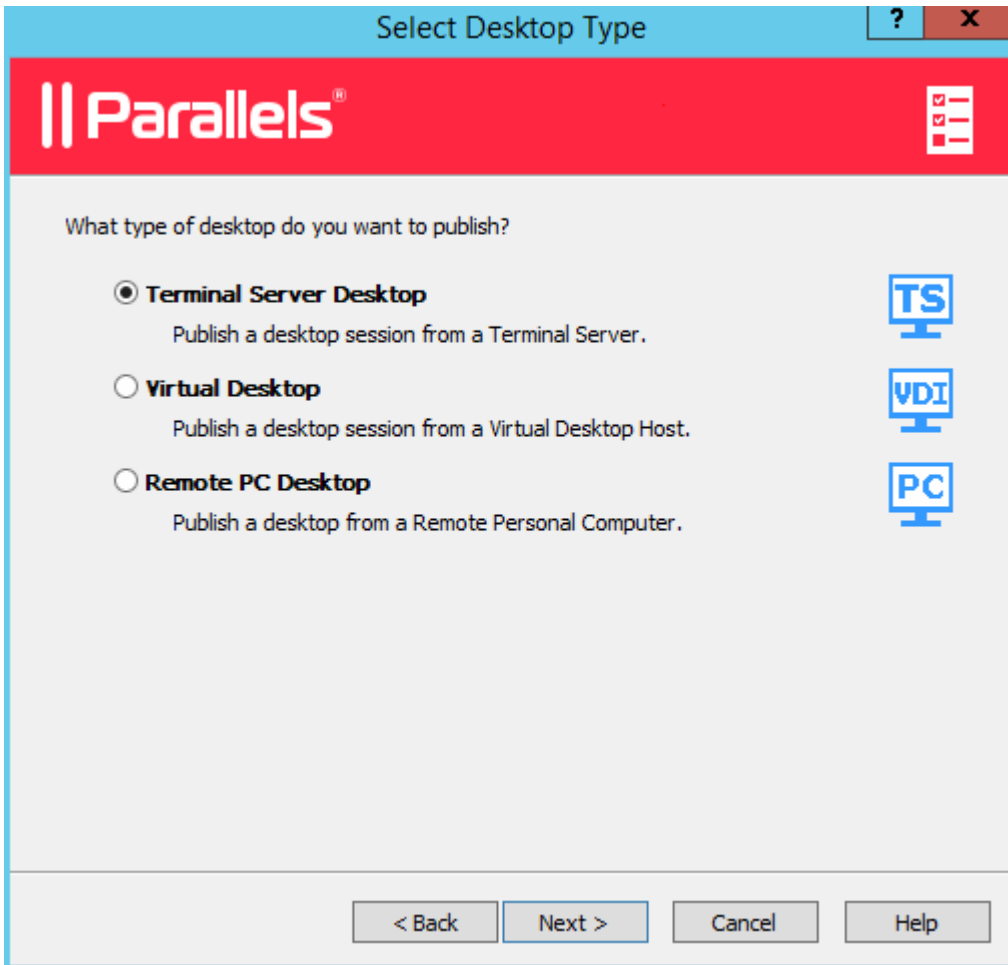 Select Desktop Type
? x
Parallels®
What type of desktop do you want to publish?
Terminal Server Desktop
TS
Publish a desktop session from a Terminal Server.
Virtual Desktop
VDI
Publish a desktop session from a Virtual Desktop Host.
Remote PC Desktop
PC
Publish a desktop from a Remote Personal Computer.
< Back Next > Cancel Help